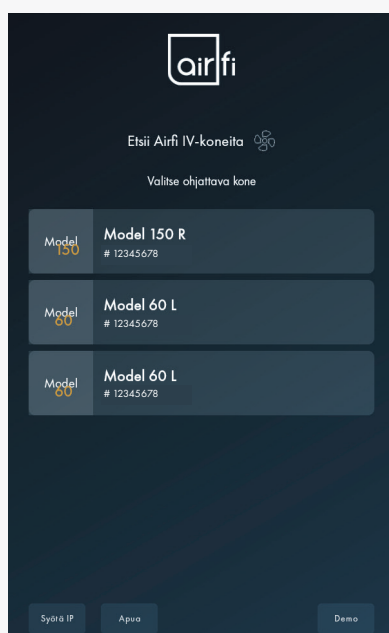 airfi
Etsii Airfi IV-koneita
Valitse ohjattava kone
Model
150
Model 150 R
# 12345678
Model
60
Model 60 L
# 12345678
Model
60
Model 60 L
# 12345678
Syötä IP
Apua
Demo